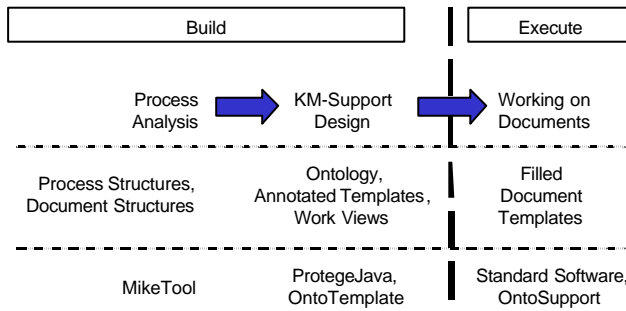 Build
Execute
Process
Analysis
KM-Support
Design
Working on
Documents
Process Structures,
Document Structures
Ontology,
Annotated Templates,
Work Views
Filled
Document
Templates
MikeTool
ProtegeJava,
OntoTemplate
Standard Software,
OntoSupport